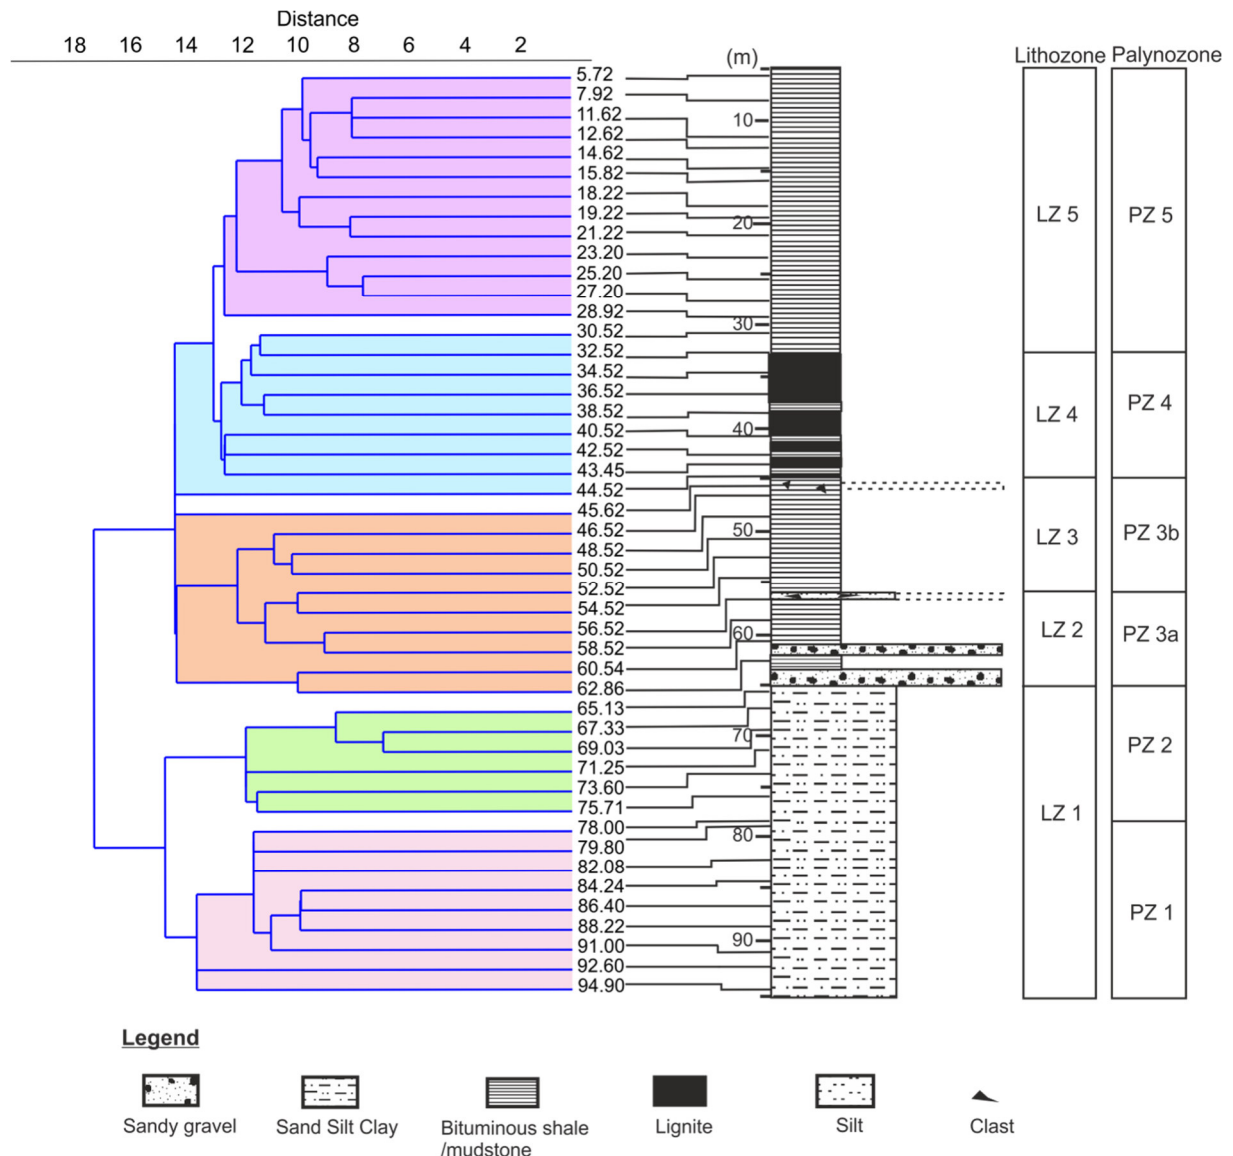 Distance
18 16 14 12 10 8 6 4 2
(m)
Lithozone Palynozone
5.72
7.92
11.62
12.62
14.62
15.82
18.22
19.22
21.22
23.20
25.20
27.20
28.92
30.52
32.52
34.52
36.52
38.52
40.52
42.52
43.45
44.52
45.62
46.52
48.52
50.52
52.52
54.52
56.52
58.52
60.54
62.86
65.13
67.33
69.03
71.25
73.60
75.71
78.00
79.80
82.08
84.24
86.40
88.22
91.00
92.60
94.90
10
20
30
40
50
60
70
80
90
LZ 5
LZ 4
LZ 3
LZ 2
LZ 1
PZ 5
PZ 4
PZ 3b
PZ 3a
PZ 2
PZ 1
Legend
Sandy gravel
Sand Silt Clay
Bituminous shale
/mudstone
Lignite
Silt
Clast